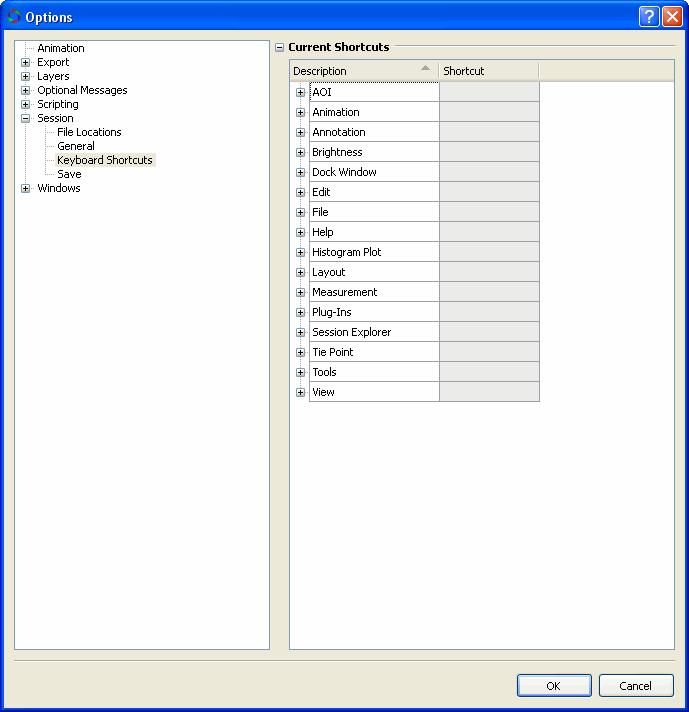 Options
Animation
Export
Layers
Optional Messages
Scripting
Session
File Locations
General
Keyboard Shortcuts
Save
Windows
Current Shortcuts
Description Shortcut
AOI
Animation
Annotation
Brightness
Dock Window
Edit
File
Help
Histogram Plot
Layout
Measurement
Plug-Ins
Session Explorer
Tie Point
Tools
View
OK Cancel